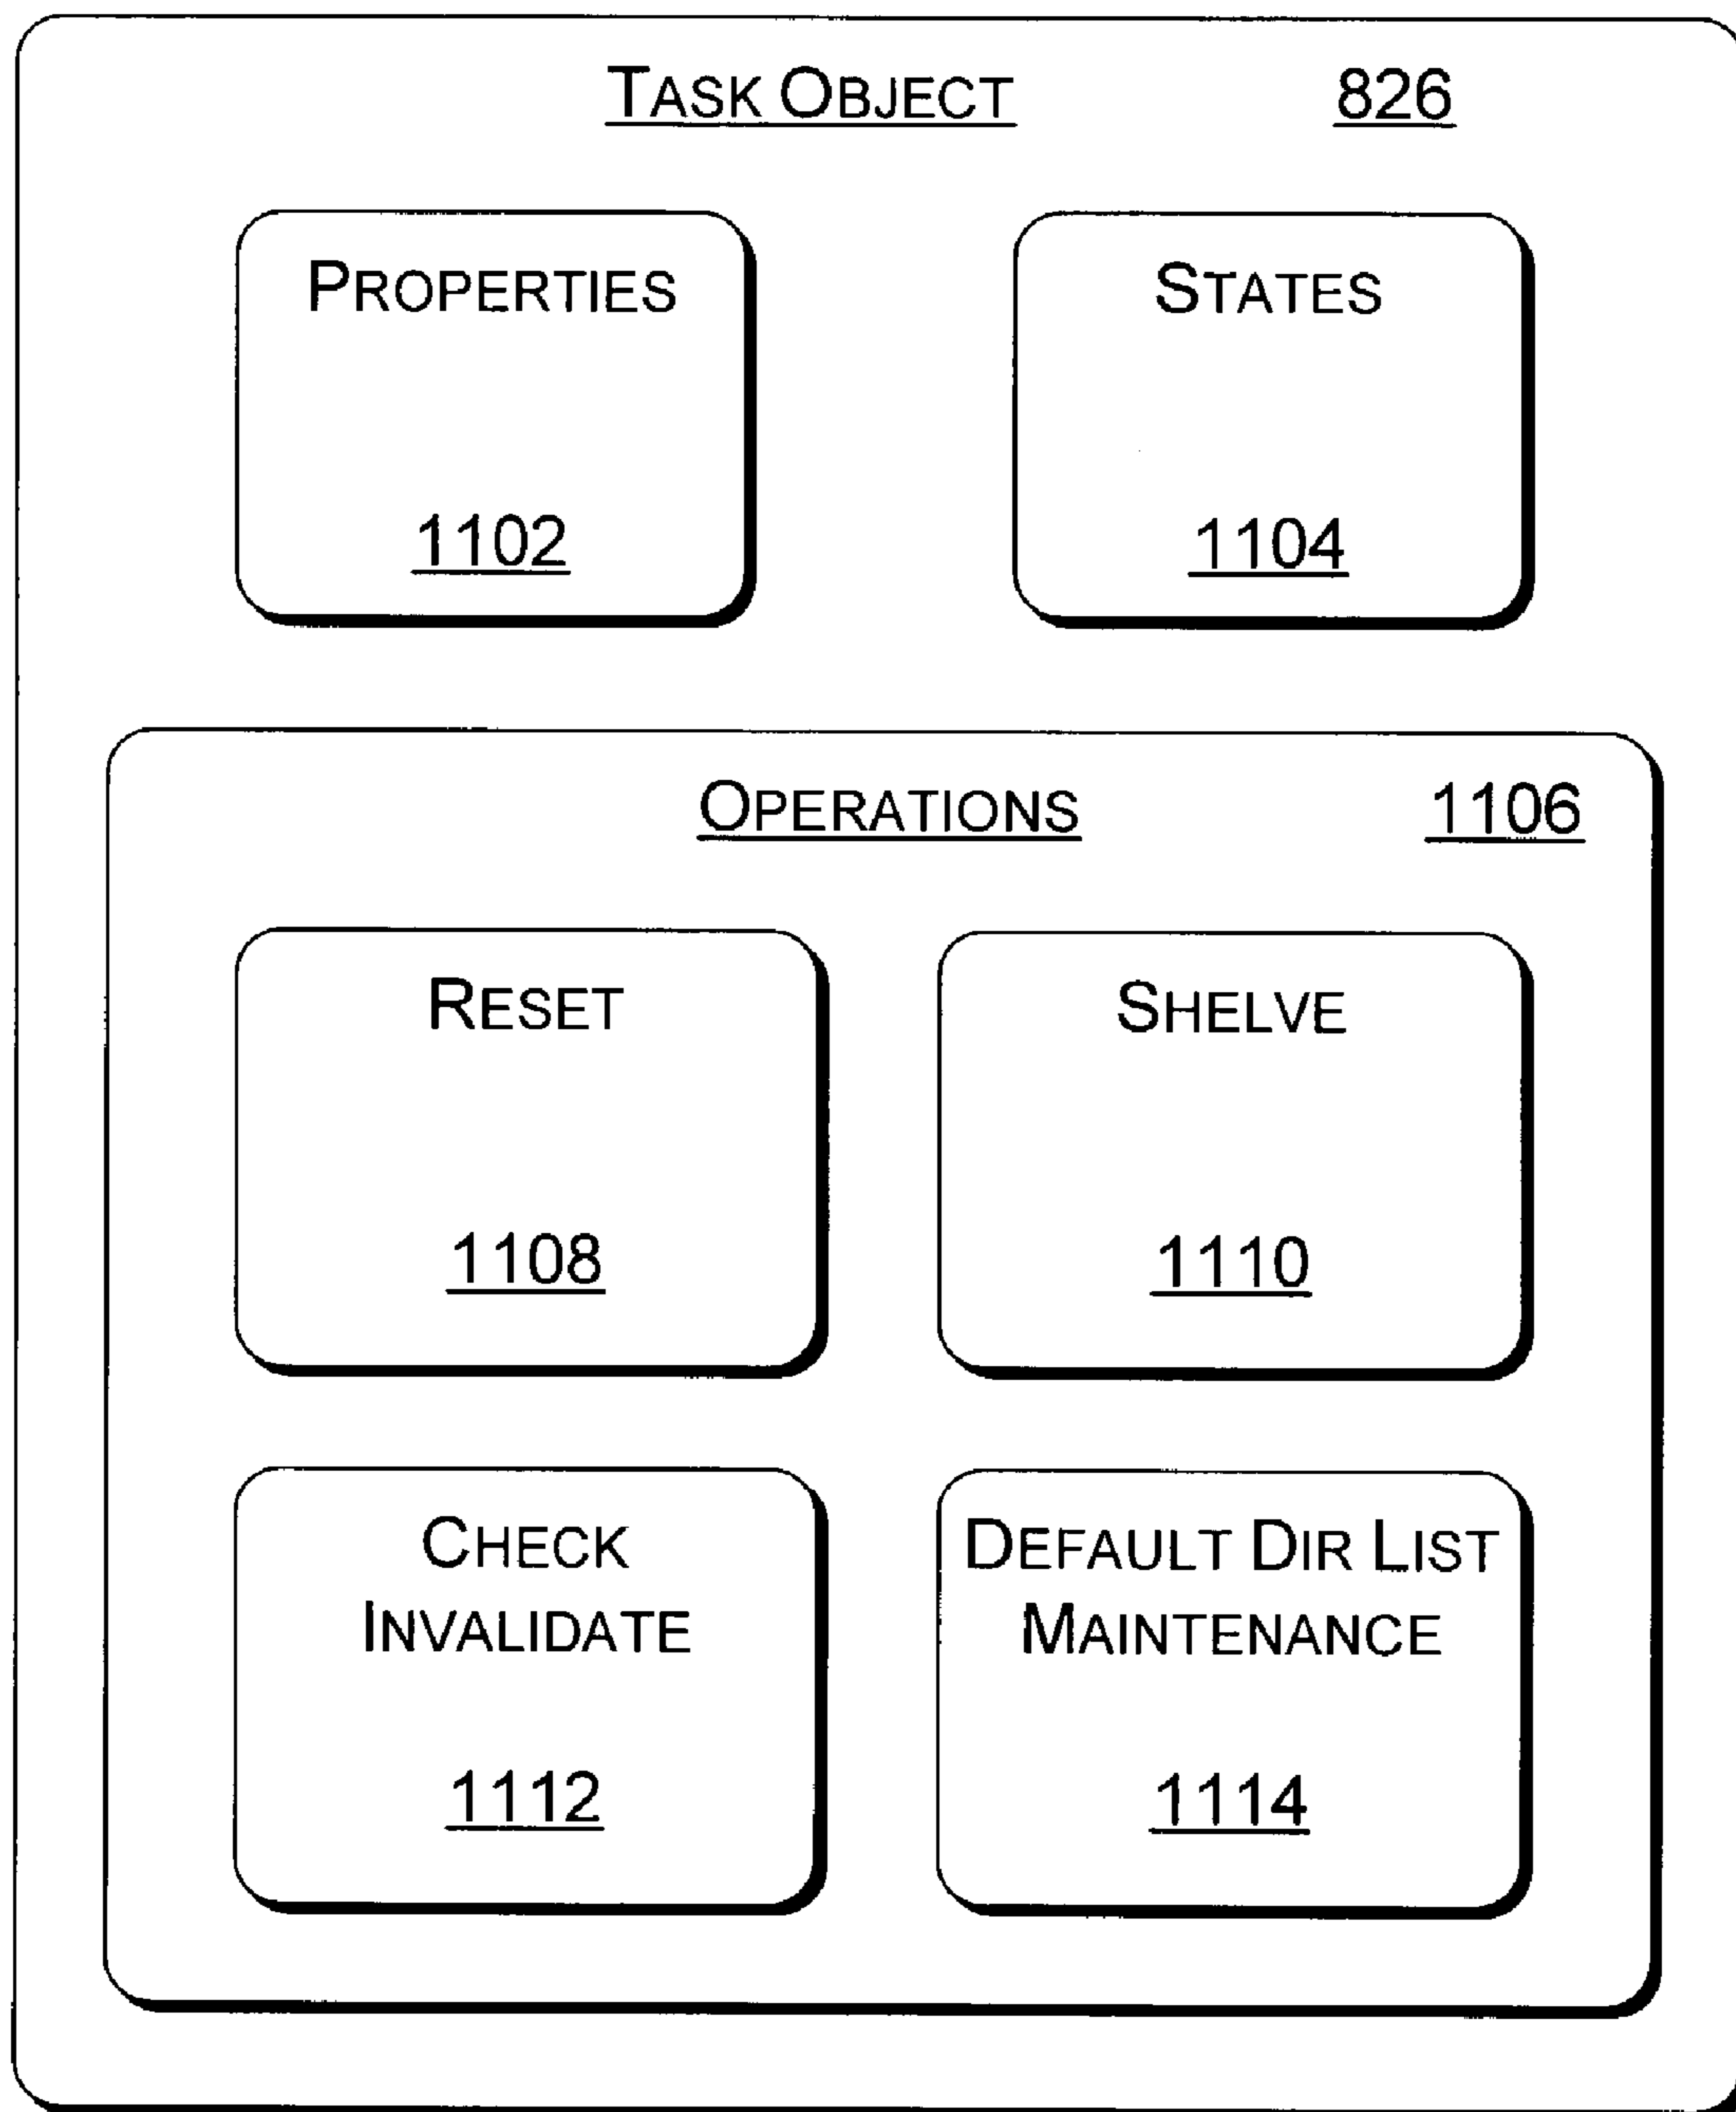 TASK OBJECT 826
PROPERTIES
1102
STATES
1104
OPERATIONS 1106
RESET
1108
SHELVE
1110
CHECK
INVALIDATE
1112
DEFAULT DIR LIST
MAINTENANCE
1114